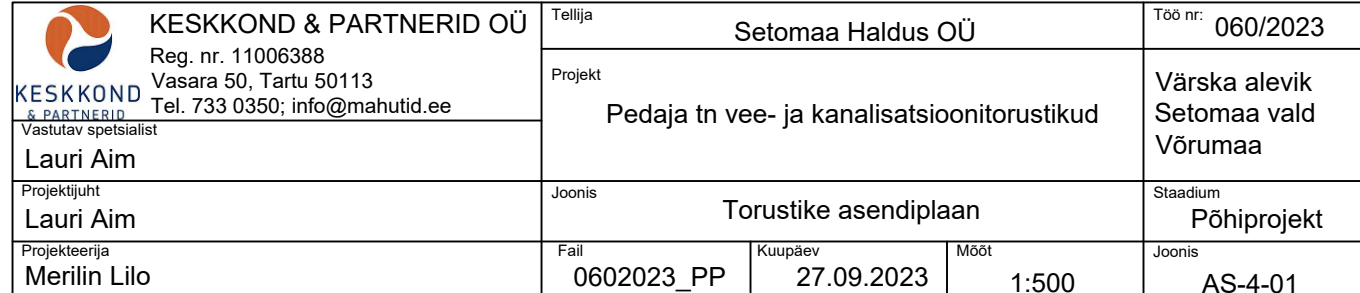 KESKKOND
& PARTNERID
KESKKOND & PARTNERID OÜ
Reg. nr. 11006388
Vasara 50, Tartu 50113
Tel. 733 0350; info@mahutid.ee
Tellija
Setomaa Haldus OÜ
Töö nr:
060/2023
Projekt
Pedaja tn vee- ja kanalisatsioonitorustikud
Värska alevik
Setomaa vald
Võrumaa
Vastutav spetsialist
Lauri Aim
Projektijuht
Lauri Aim
Joonis
Torustike asendiplaan
Staadium
Põhiprojekt
Projekteerija
Merilin Lilo
Fail
0602023_PP
Kuupäev
27.09.2023
Mõõt
1:500
Joonis
AS-4-01